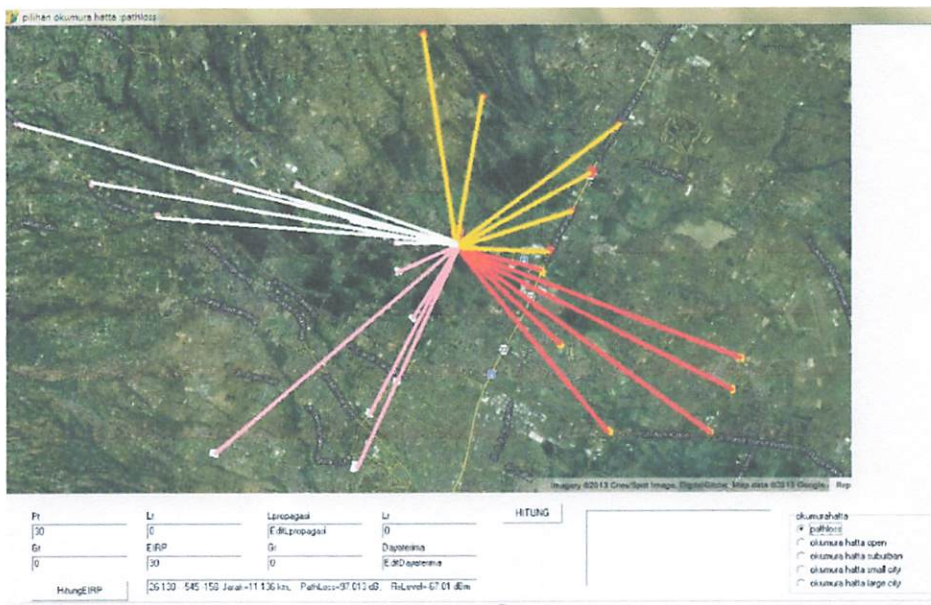 pilihan okumura hatta pathloss
Imagery ©2013 Cnes/Spot Image, DigitalGlobe, Map data ©2013 Google Rep
Pt Lt Lpropagasi Lr HITUNG
30 0 EditLpropagasi 0
Gt EIRP Gr Dayaterima
0 30 0 EditDayaterima
HitungEIRP
Jarak=11.136 km, PathLoss=97.013 dB, RxLevel=-67.01 dBm
okumurahatta
pathloss
okumura hatta open
okumura hatta suburban
okumura hatta small city
okumura hatta large city